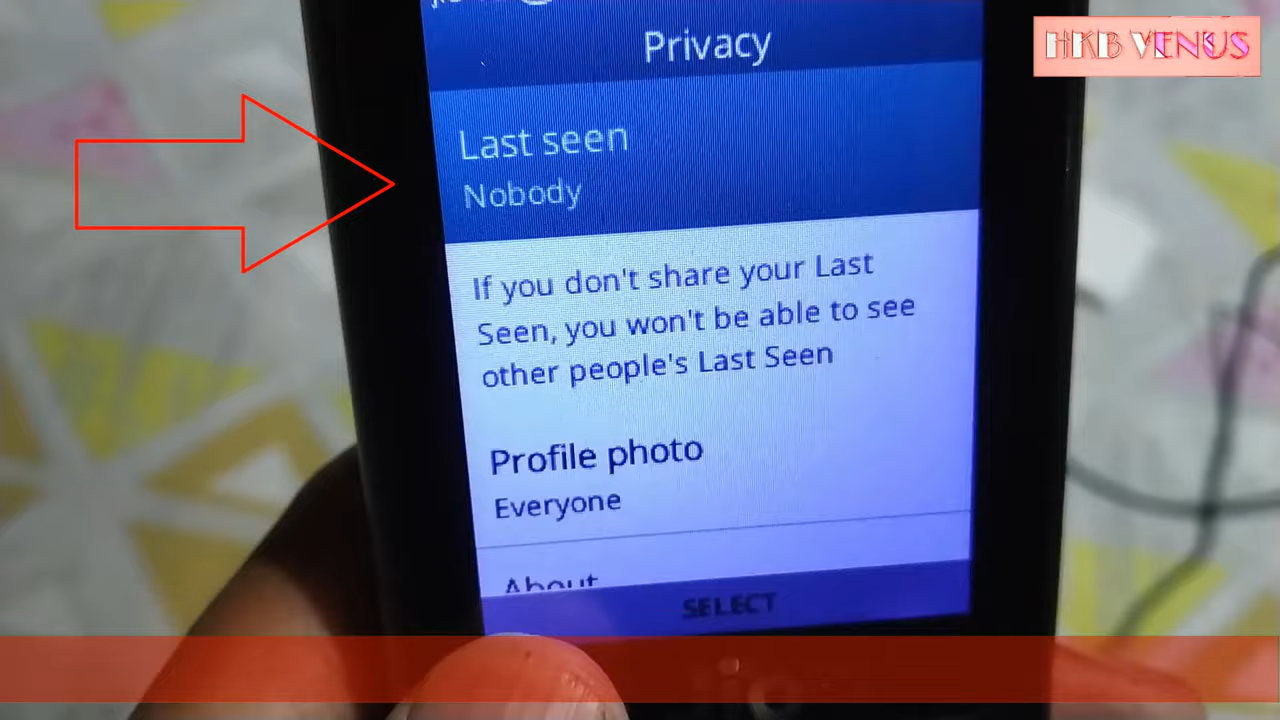 HKB VENUS
Privacy
Last seen
Nobody
If you don't share your Last
Seen, you won't be able to see
other people's Last Seen
Profile photo
Everyone
About
SELECT